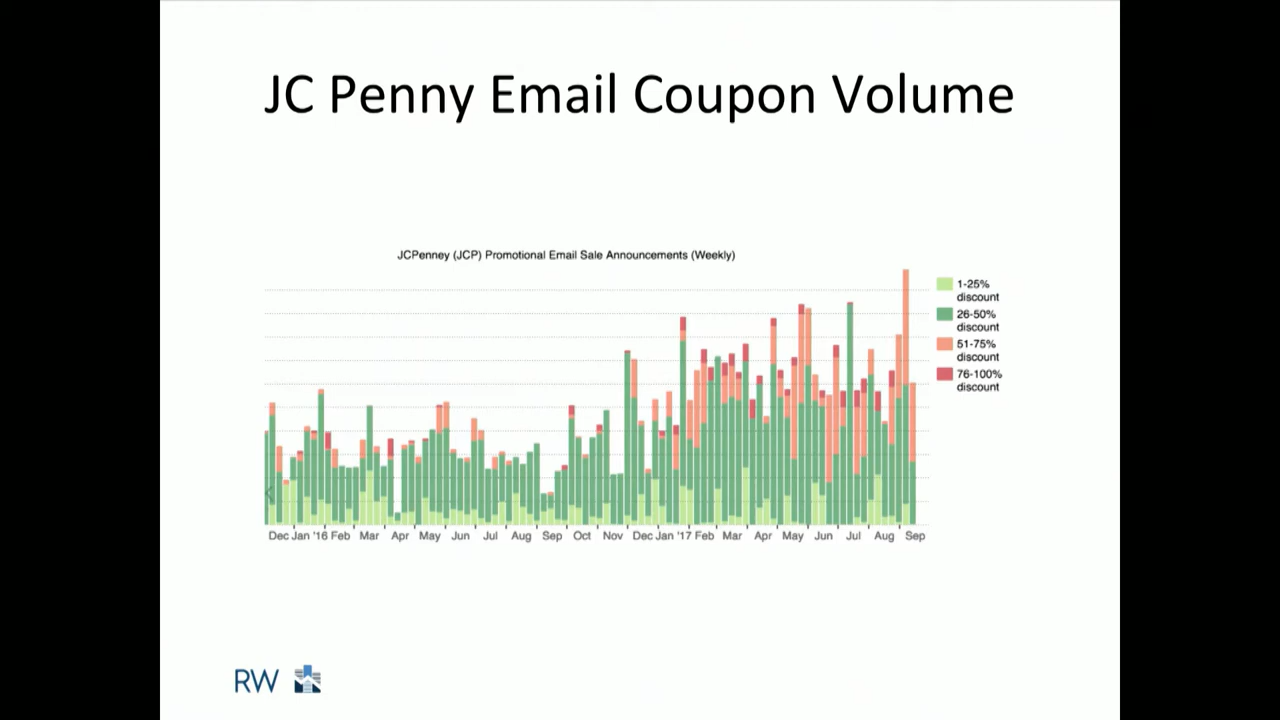 JC Penny Email Coupon Volume
JCPenney (JCP) Promotional Email Sale Announcements (Weekly)
1-25%
discount
26-50%
discount
51-75%
discount
76-100%
discount
Dec Jan '16 Feb Mar Apr May Jun Jul Aug Sep Oct Nov Dec Jan '17 Feb Mar Apr May Jun Jul Aug Sep
RW